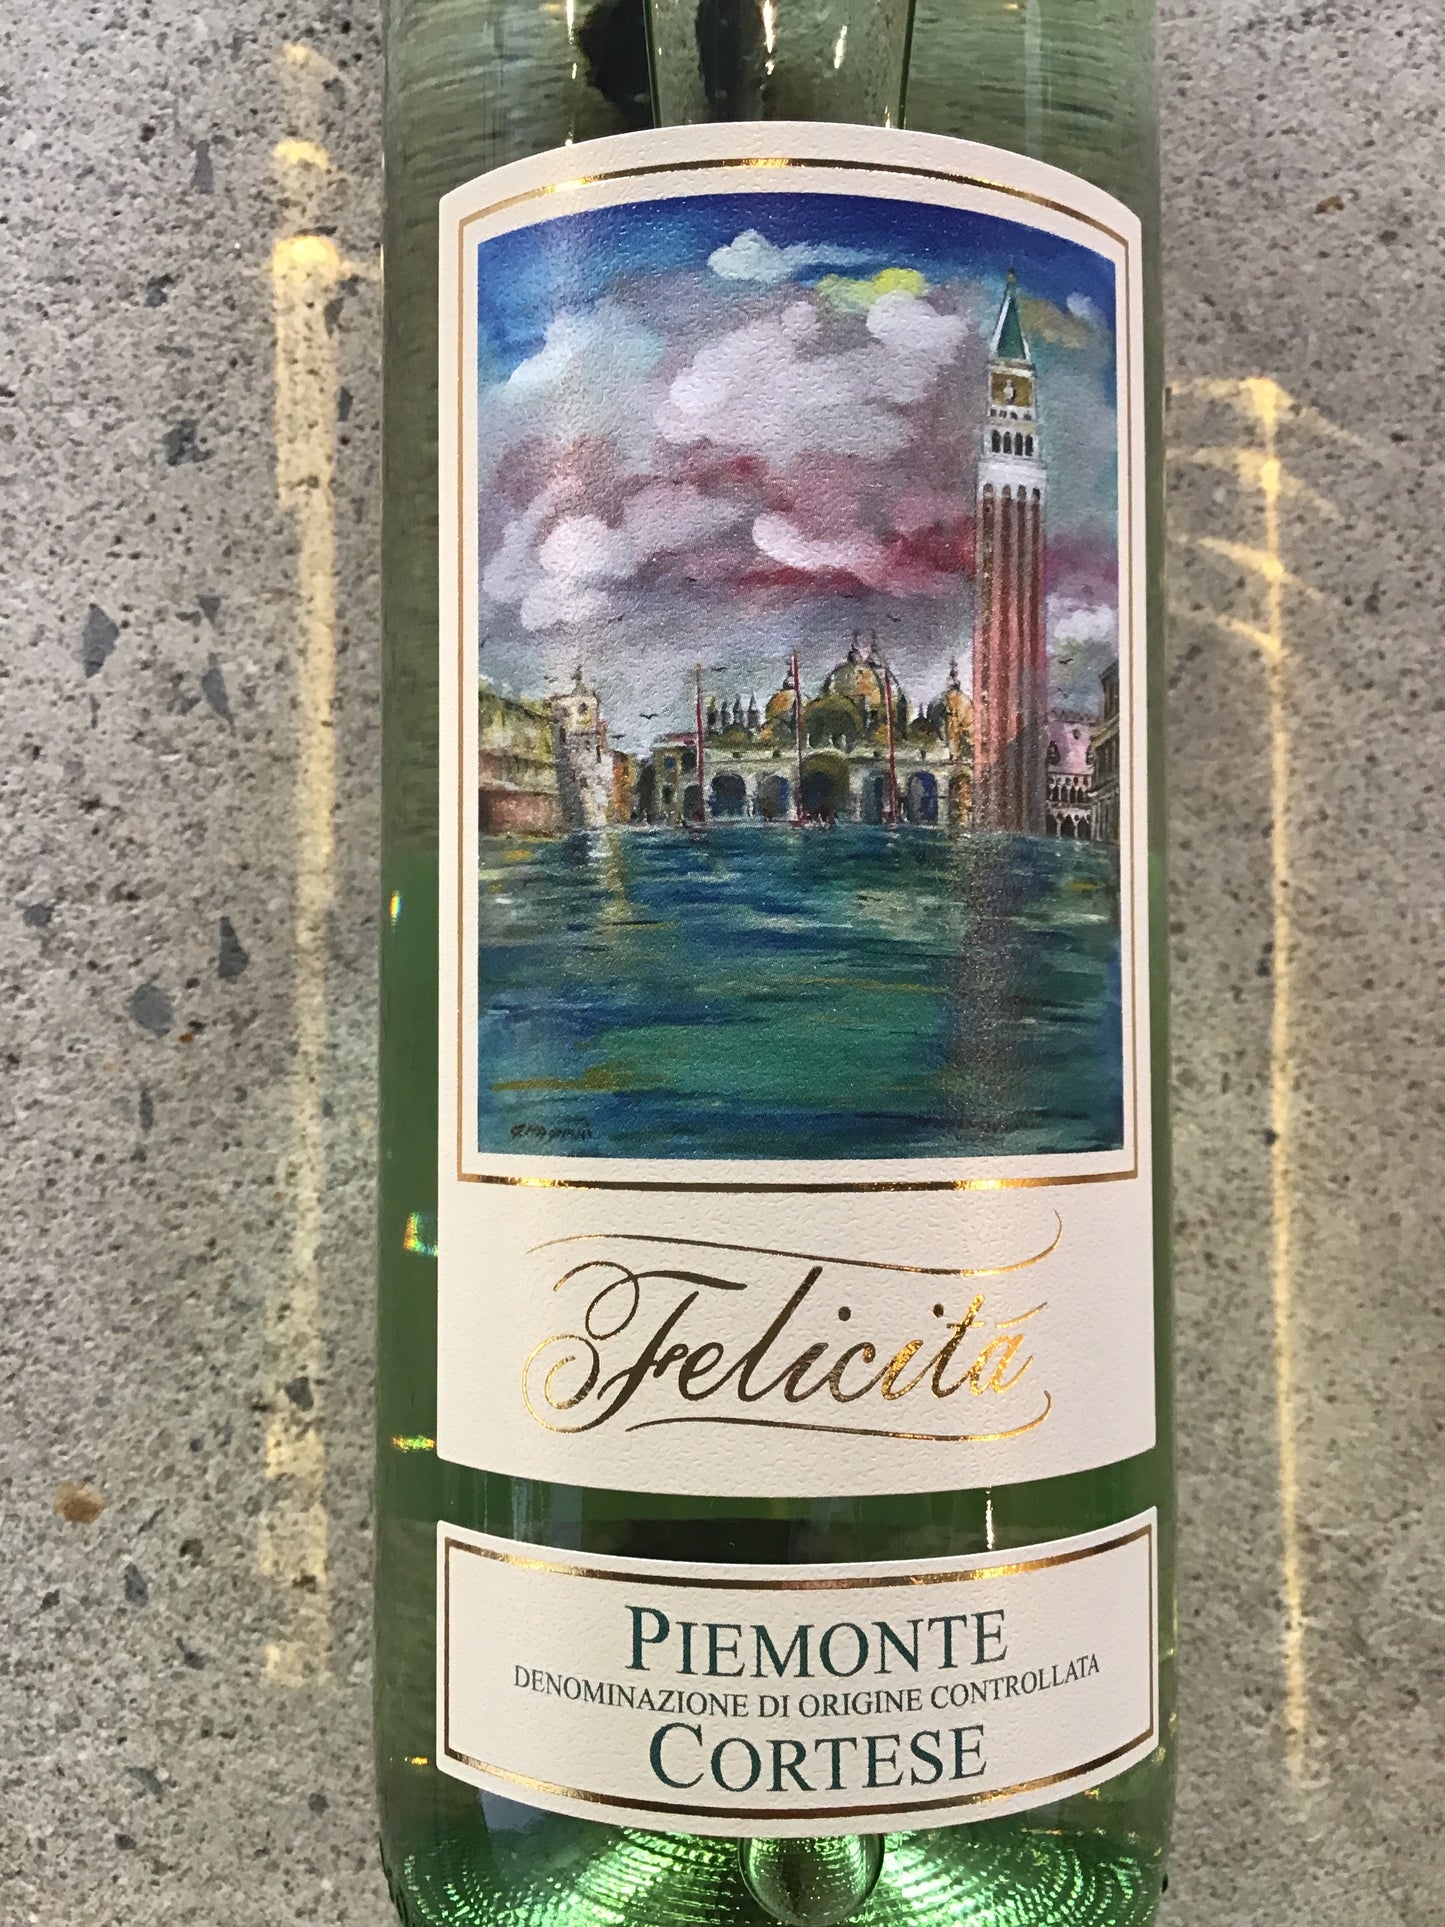 Felicitá
PIEMONTE
DENOMINAZIONE DI ORIGINE CONTROLLATA
CORTESE